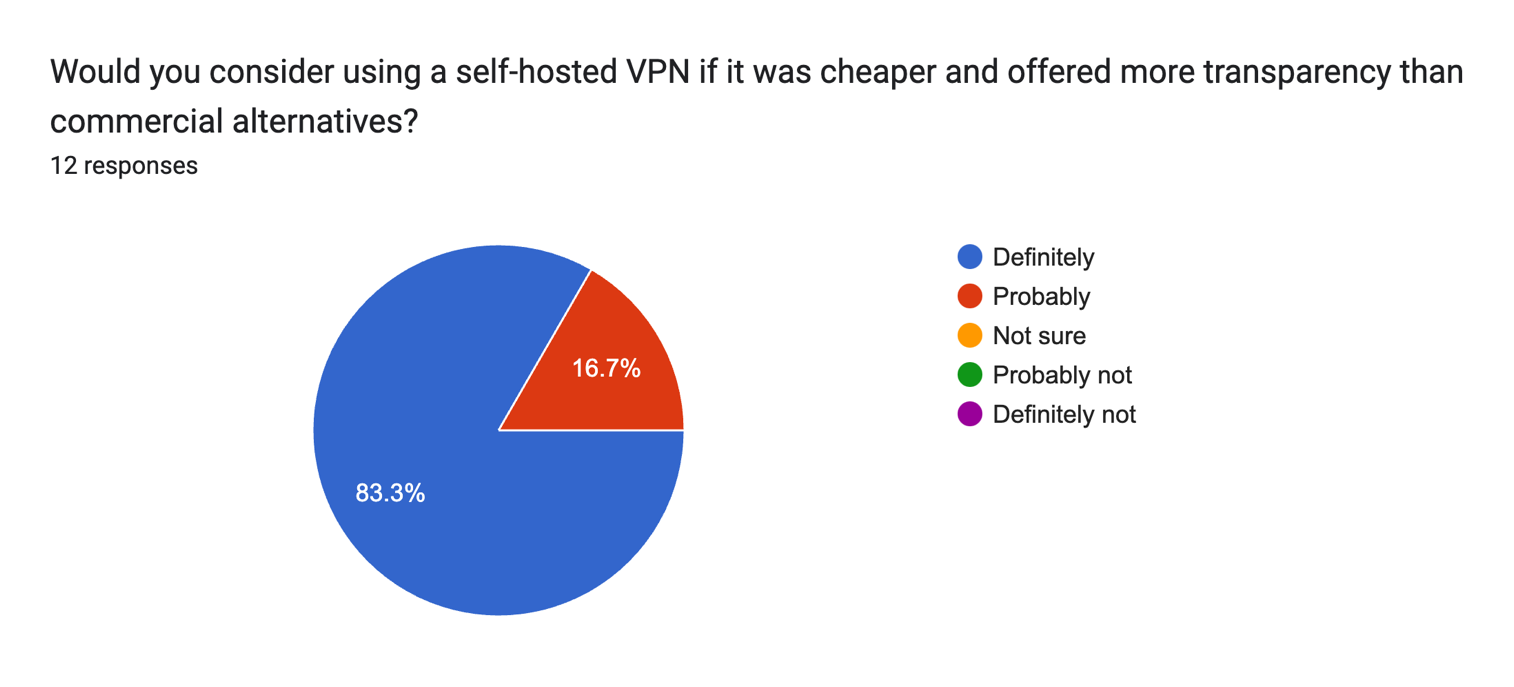 Would you consider using a self-hosted VPN if it was cheaper and offered more transparency than
commercial alternatives?
12 responses
Definitely
Probably
Not sure
Probably not
Definitely not
16.7%
83.3%